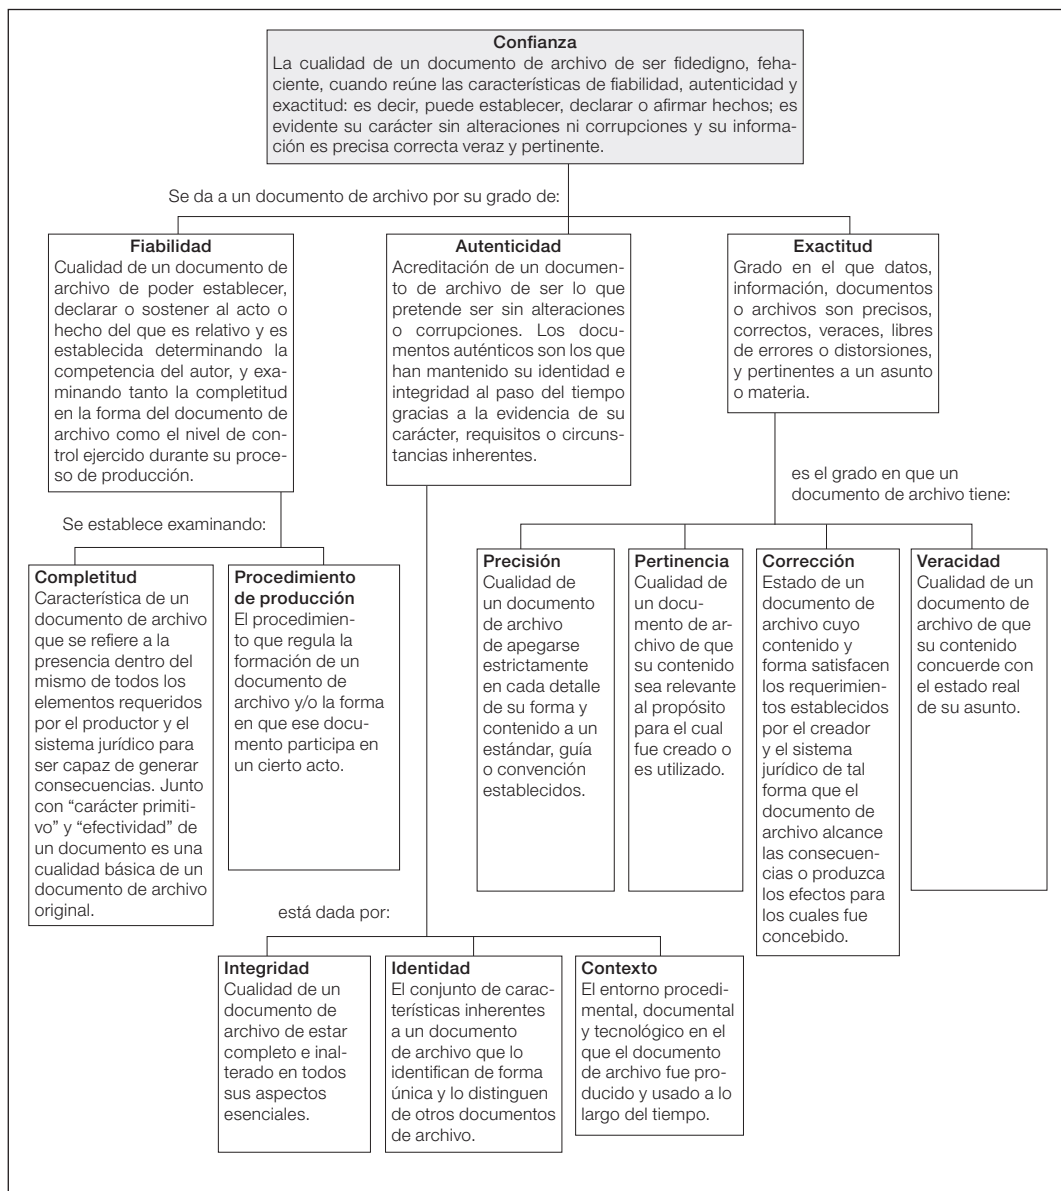 Confianza
La cualidad de un documento de archivo de ser fidedigno, feha-
ciente, cuando reúne las características de fiabilidad, autenticidad y
exactitud: es decir, puede establecer, declarar o afirmar hechos; es
evidente su carácter sin alteraciones ni corrupciones y su informa-
ción es precisa correcta veraz y pertinente.
Se da a un documento de archivo por su grado de:
Fiabilidad
Cualidad de un documento de
archivo de poder establecer,
declarar o sostener al acto o
hecho del que es relativo y es
establecida determinando la
competencia del autor, y exa-
minando tanto la completitud
en la forma del documento de
archivo como el nivel de con-
trol ejercido durante su proce-
so de producción.
Autenticidad
Acreditación de un documen-
to de archivo de ser lo que
pretende ser sin alteraciones
o corrupciones. Los docu-
mentos auténticos son los que
han mantenido su identidad e
integridad al paso del tiempo
gracias a la evidencia de su
carácter, requisitos o circuns-
tancias inherentes.
Exactitud
Grado en el que datos,
información, documentos
o archivos son precisos,
correctos, veraces, libres
de errores o distorsiones,
y pertinentes a un asunto
o materia.
Se establece examinando:
es el grado en que un
documento de archivo tiene:
Completitud
Característica de un
documento de archivo
que se refiere a la
presencia dentro del
mismo de todos los
elementos requeridos
por el productor y el
sistema jurídico para
ser capaz de generar
consecuencias. Junto
con “carácter primiti-
vo” y “efectividad” de
un documento es una
cualidad básica de un
documento de archivo
original.
Procedimiento
de producción
El procedimien-
to que regula la
formación de un
documento de
archivo y/o la forma
en que ese docu-
mento participa en
un cierto acto.
Precisión
Cualidad de
un documento
de archivo
de apegarse
estrictamente
en cada detalle
de su forma y
contenido a un
estándar, guía
o convención
establecidos.
Pertinencia
Cualidad de
un docu-
mento de ar-
chivo de que
su contenido
sea relevante
al propósito
para el cual
fue creado o
es utilizado.
Corrección
Estado de un
documento de
archivo cuyo
contenido y
forma satisfacen
los requerimien-
tos establecidos
por el creador
y el sistema
jurídico de tal
forma que el
documento de
archivo alcance
las consecuen-
cias o produzca
los efectos para
los cuales fue
concebido.
Veracidad
Cualidad de un
documento de
archivo de que
su contenido
concuerde con
el estado real
de su asunto.
está dada por:
Integridad
Cualidad de un
documento de
archivo de estar
completo e inal-
terado en todos
sus aspectos
esenciales.
Identidad
El conjunto de carac-
terísticas inherentes
a un documento
de archivo que lo
identifican de forma
única y lo distinguen
de otros documentos
de archivo.
Contexto
El entorno procedi-
mental, documental
y tecnológico en el
que el documento
de archivo fue pro-
ducido y usado a lo
largo del tiempo.